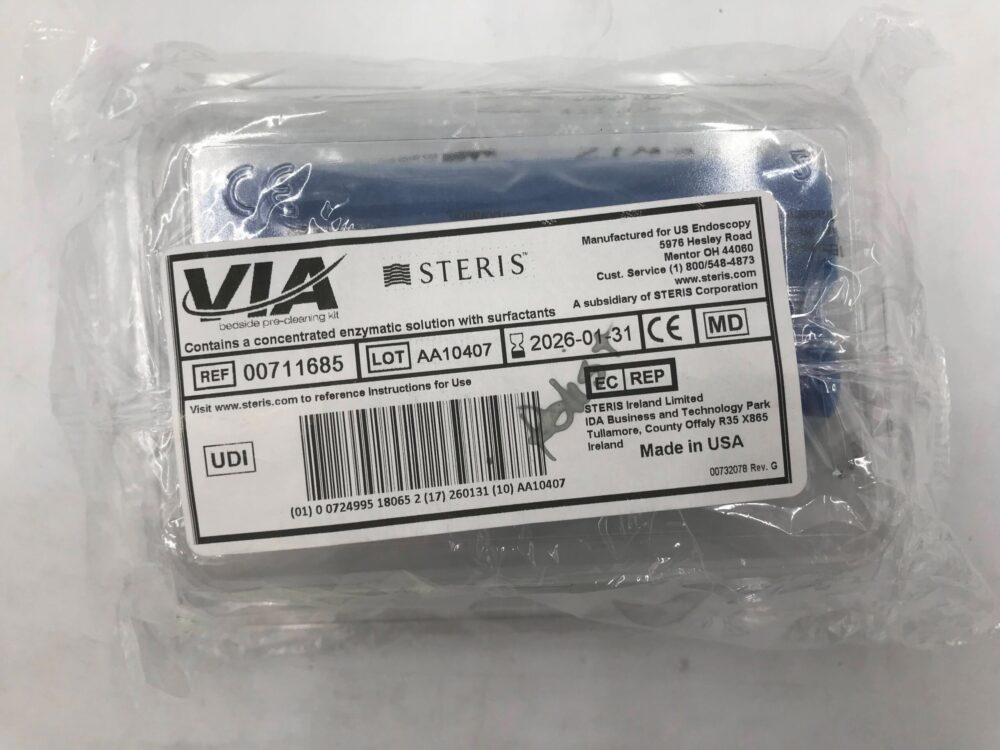 CE
VIA
bedside pre-cleaning kit
STERIS™
Manufactured for US Endoscopy
5976 Hesley Road
Mentor OH 44060
Cust. Service (1) 800/548-4873
www.steris.com
A subsidiary of STERIS Corporation
Contains a concentrated enzymatic solution with surfactants
REF 00711685
LOT AA10407
2026-01-31
CE
MD
Visit www.steris.com to reference Instructions for Use
UDI
(01) 0 0724995 18065 2 (17) 260131 (10) AA10407
EC REP
STERIS Ireland Limited
IDA Business and Technology Park
Tullamore, County Offaly R35 X865
Ireland
Made in USA
00732078 Rev. G